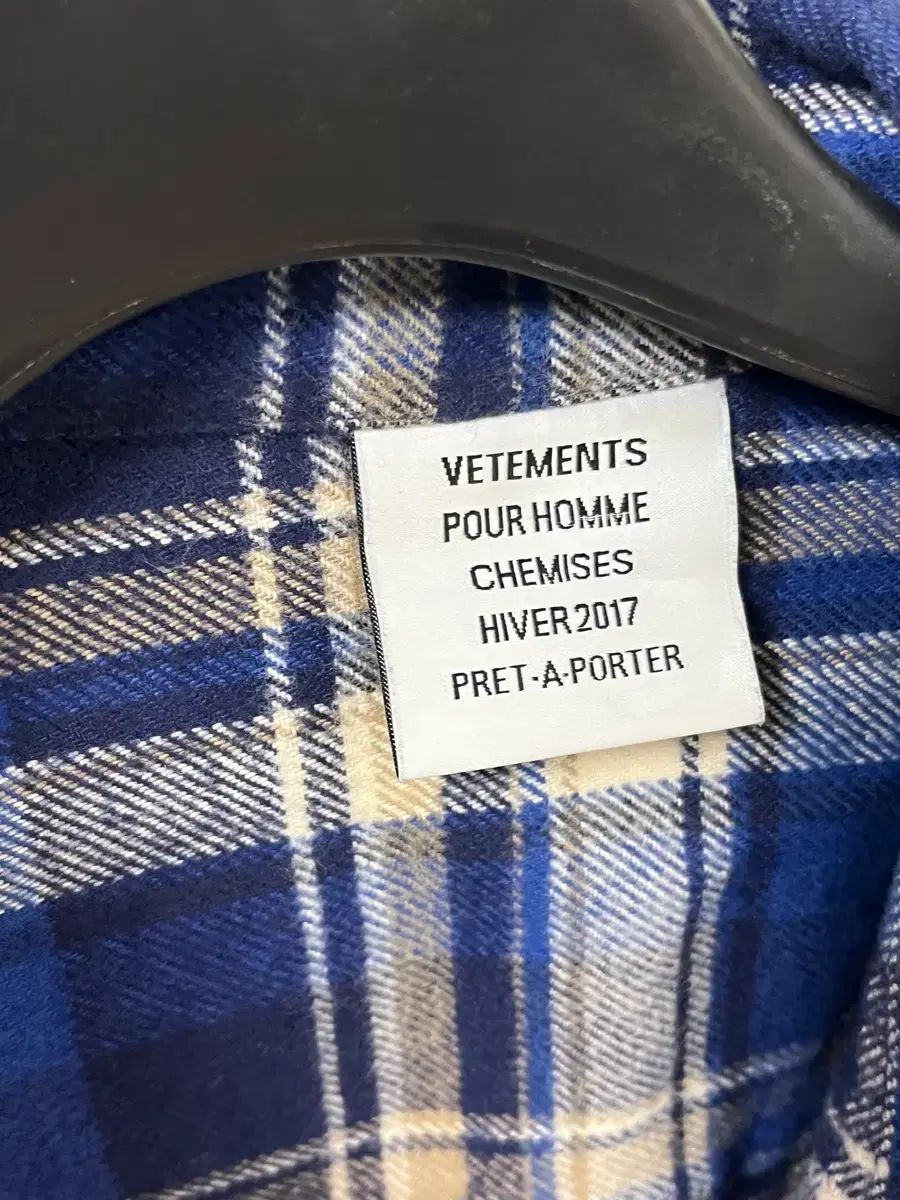 VETEMENTS
POUR HOMME
CHEMISES
HIVER 2017
PRET-A-PORTER